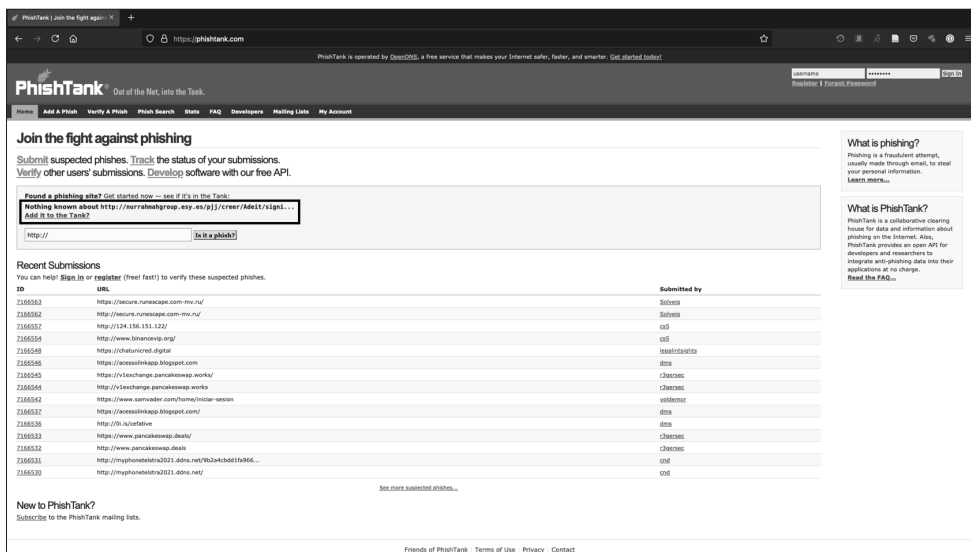 PhishTank | Join the fight again
https://phishtank.com
PhishTank is operated by OpenDNS, a free service that makes your Internet safer, faster, and smarter. Get started today!
PhishTank® Out of the Net, into the Tank.
username
•••••••• Sign In
Register | Forgot Password
Home Add A Phish Verify A Phish Phish Search Stats FAQ Developers Mailing Lists My Account
Join the fight against phishing
Submit suspected phishes. Track the status of your submissions.
Verify other users' submissions. Develop software with our free API.
Found a phishing site? Get started now — see if it's in the Tank:
Nothing known about http://nurrahmahgroup.esy.es/pjj/creer/Adeit/signi...
Add it to the Tank?
http:// Is it a phish?
Recent Submissions
You can help! Sign in or register (free! fast!) to verify these suspected phishes.
ID URL Submitted by
7166563 https://secure.runescape.com-mv.ru/ Solveig
7166562 http://secure.runescape.com-mv.ru/ Solveig
7166557 http://124.156.151.122/ cs5
7166554 http://www.binancevip.org/ cs5
7166548 https://chatunicred.digital legalintsights
7166546 https://acessolinkapp.blogspot.com dms
7166545 https://v1exchange.pancakeswap.works/ r3gersec
7166544 http://v1exchange.pancakeswap.works r3gersec
7166542 https://www.samvader.com/home/iniciar-sesion voldemor
7166537 https://acessolinkapp.blogspot.com/ dms
7166536 http://0i.is/cefative dms
7166533 https://www.pancakeswap.deals/ r3gersec
7166532 http://www.pancakeswap.deals r3gersec
7166531 http://myphonetelstra2021.ddns.net/9b2a4cbdd1fa966... cnd
7166530 http://myphonetelstra2021.ddns.net/ cnd
See more suspected phishes...
New to PhishTank?
Subscribe to the PhishTank mailing lists.
What is phishing?
Phishing is a fraudulent attempt,
usually made through email, to steal
your personal information.
Learn more...
What is PhishTank?
PhishTank is a collaborative clearing
house for data and information about
phishing on the Internet. Also,
PhishTank provides an open API for
developers and researchers to
integrate anti-phishing data into their
applications at no charge.
Read the FAQ...
Friends of PhishTank | Terms of Use | Privacy | Contact